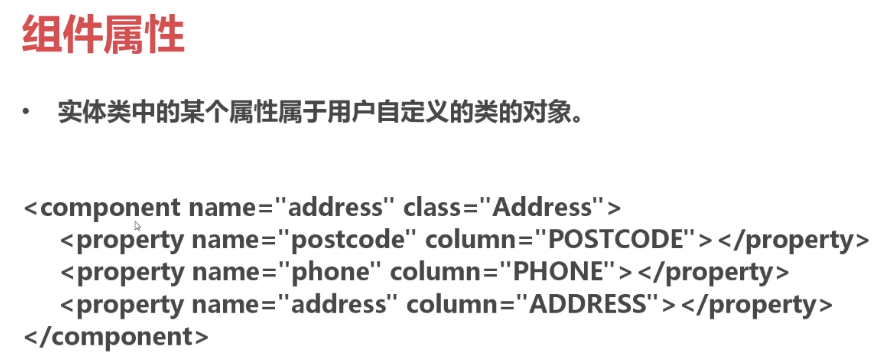 组件属性
• 实体类中的某个属性属于用户自定义的类的对象。
<component name="address" class="Address">
<property name="postcode" column="POSTCODE"></property>
<property name="phone" column="PHONE"></property>
<property name="address" column="ADDRESS"></property>
</component>